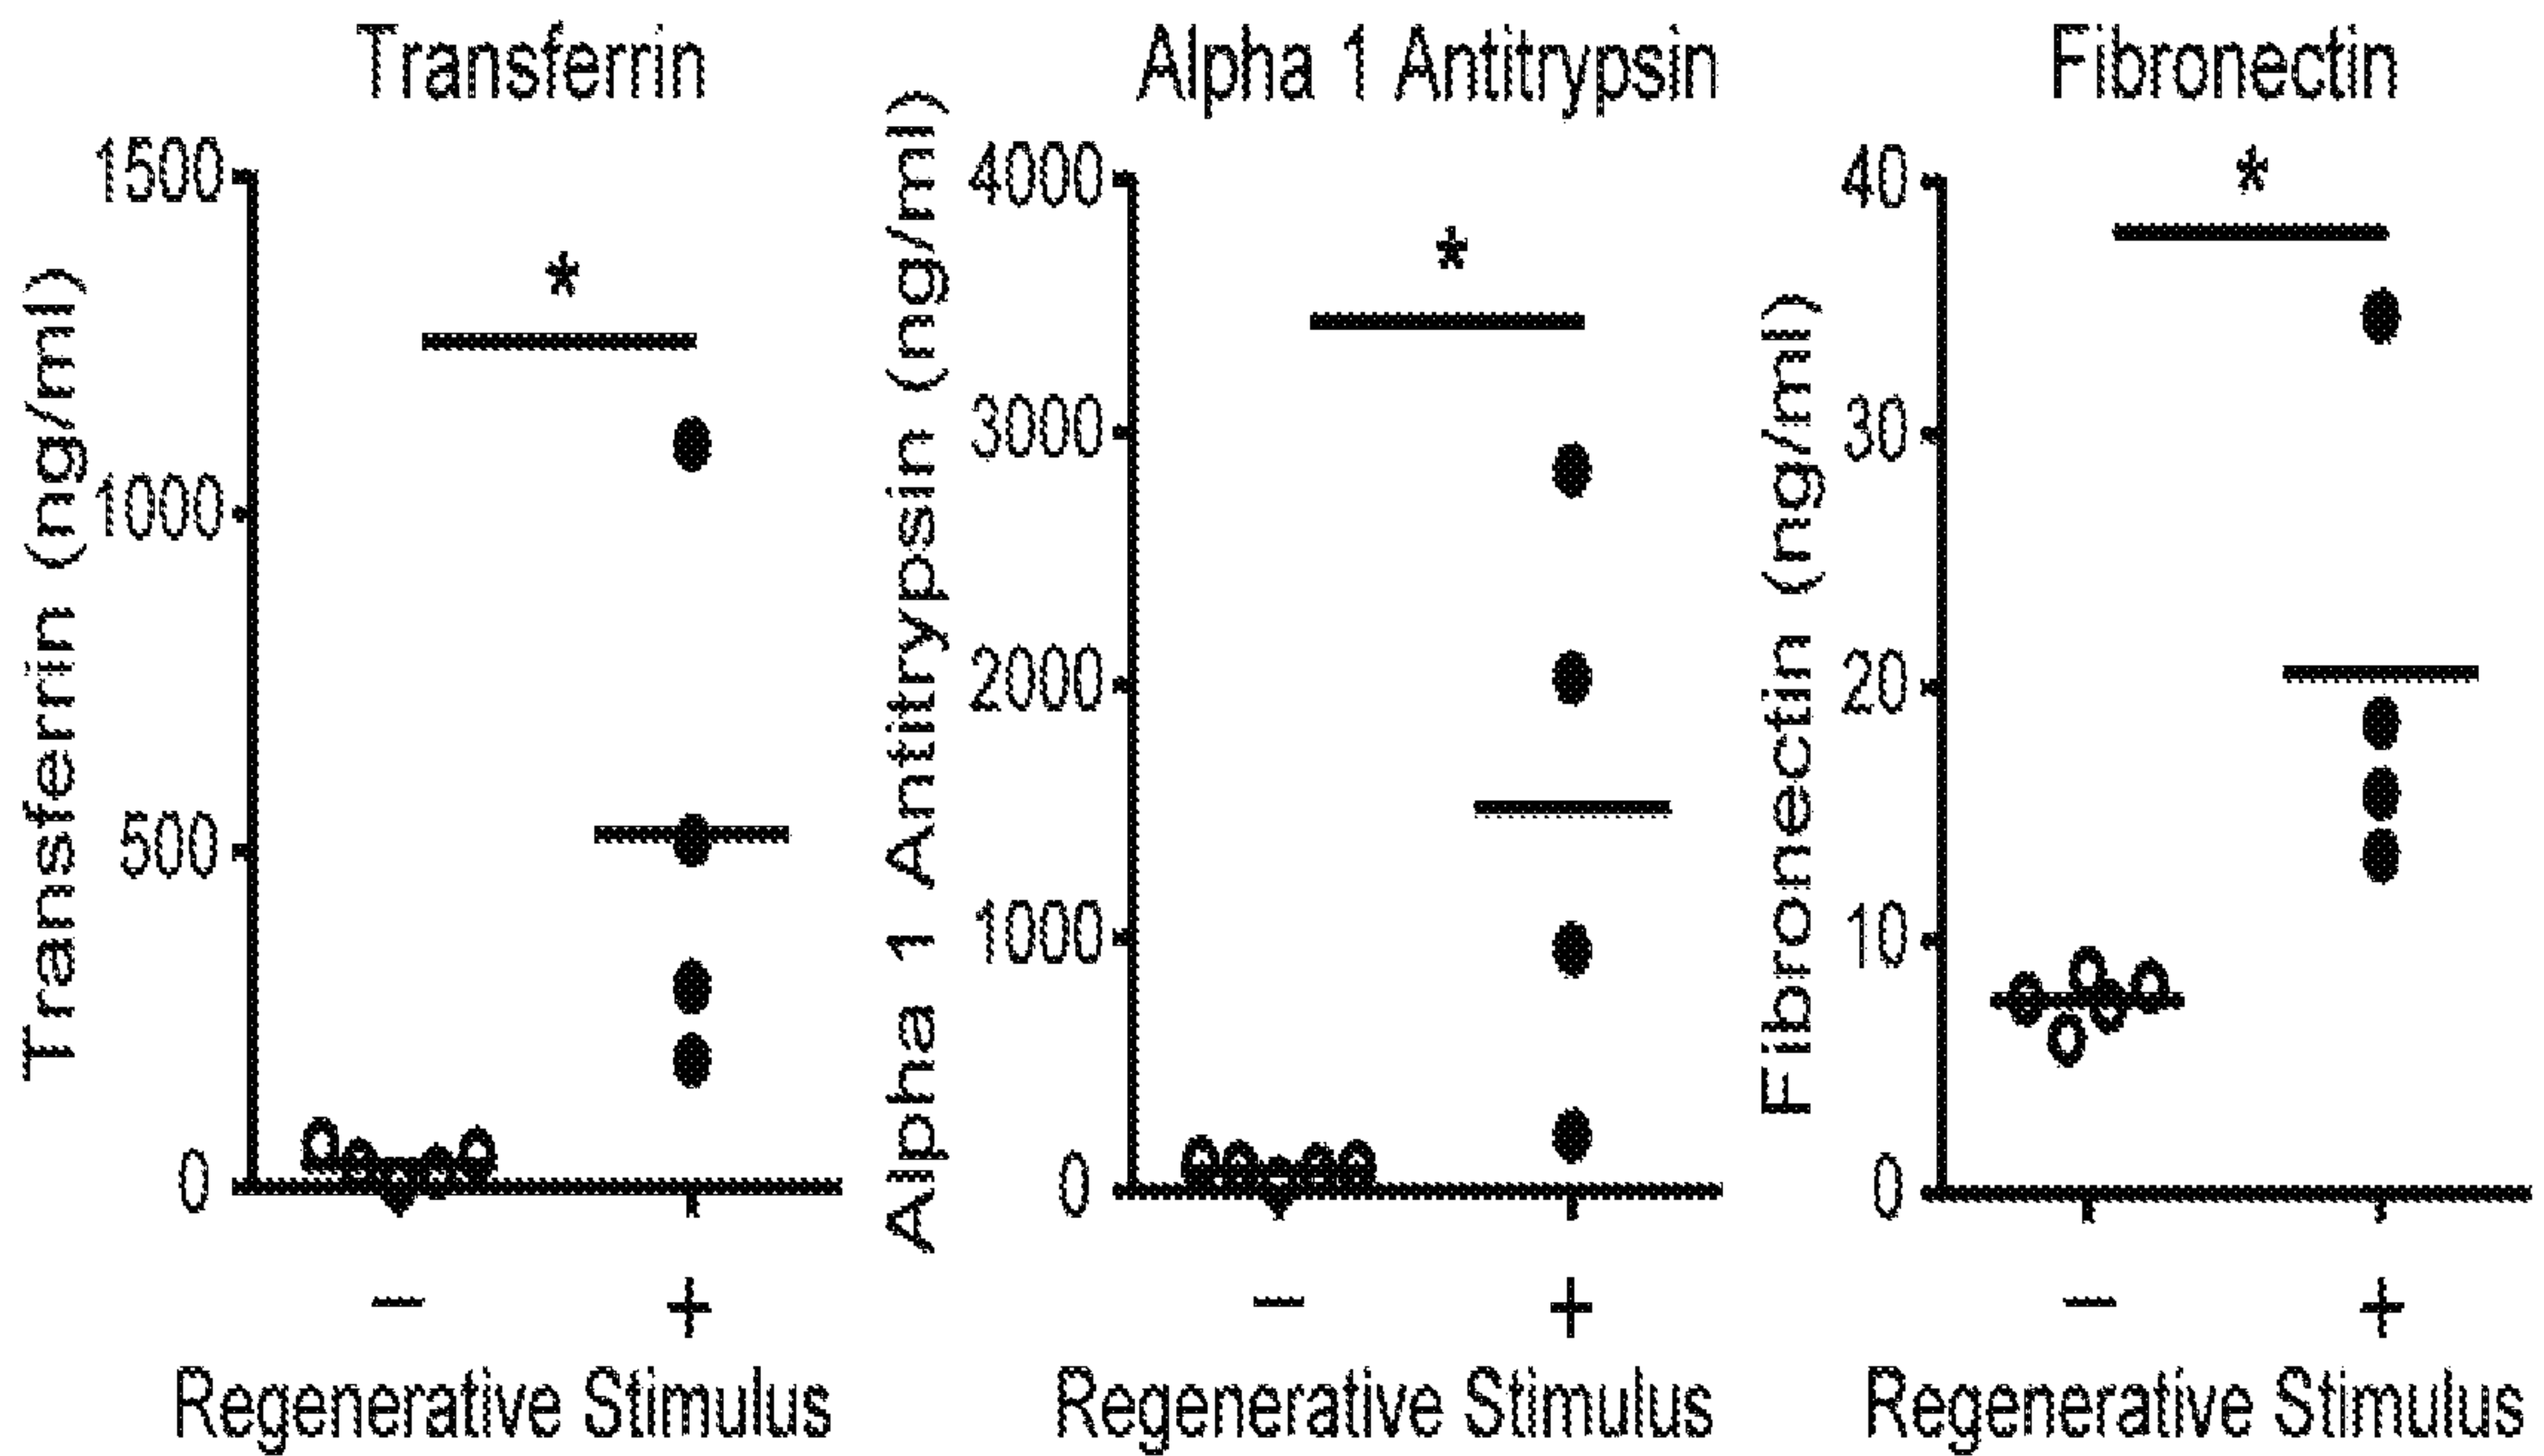 Transferrin
Transferrin (ng/ml)
1500
1000
500
0
*
− +
Regenerative Stimulus
Alpha 1 Antitrypsin
Alpha 1 Antitrypsin (ng/ml)
4000
3000
2000
1000
0
*
− +
Regenerative Stimulus
Fibronectin
Fibronectin (ng/ml)
40
30
20
10
0
*
− +
Regenerative Stimulus